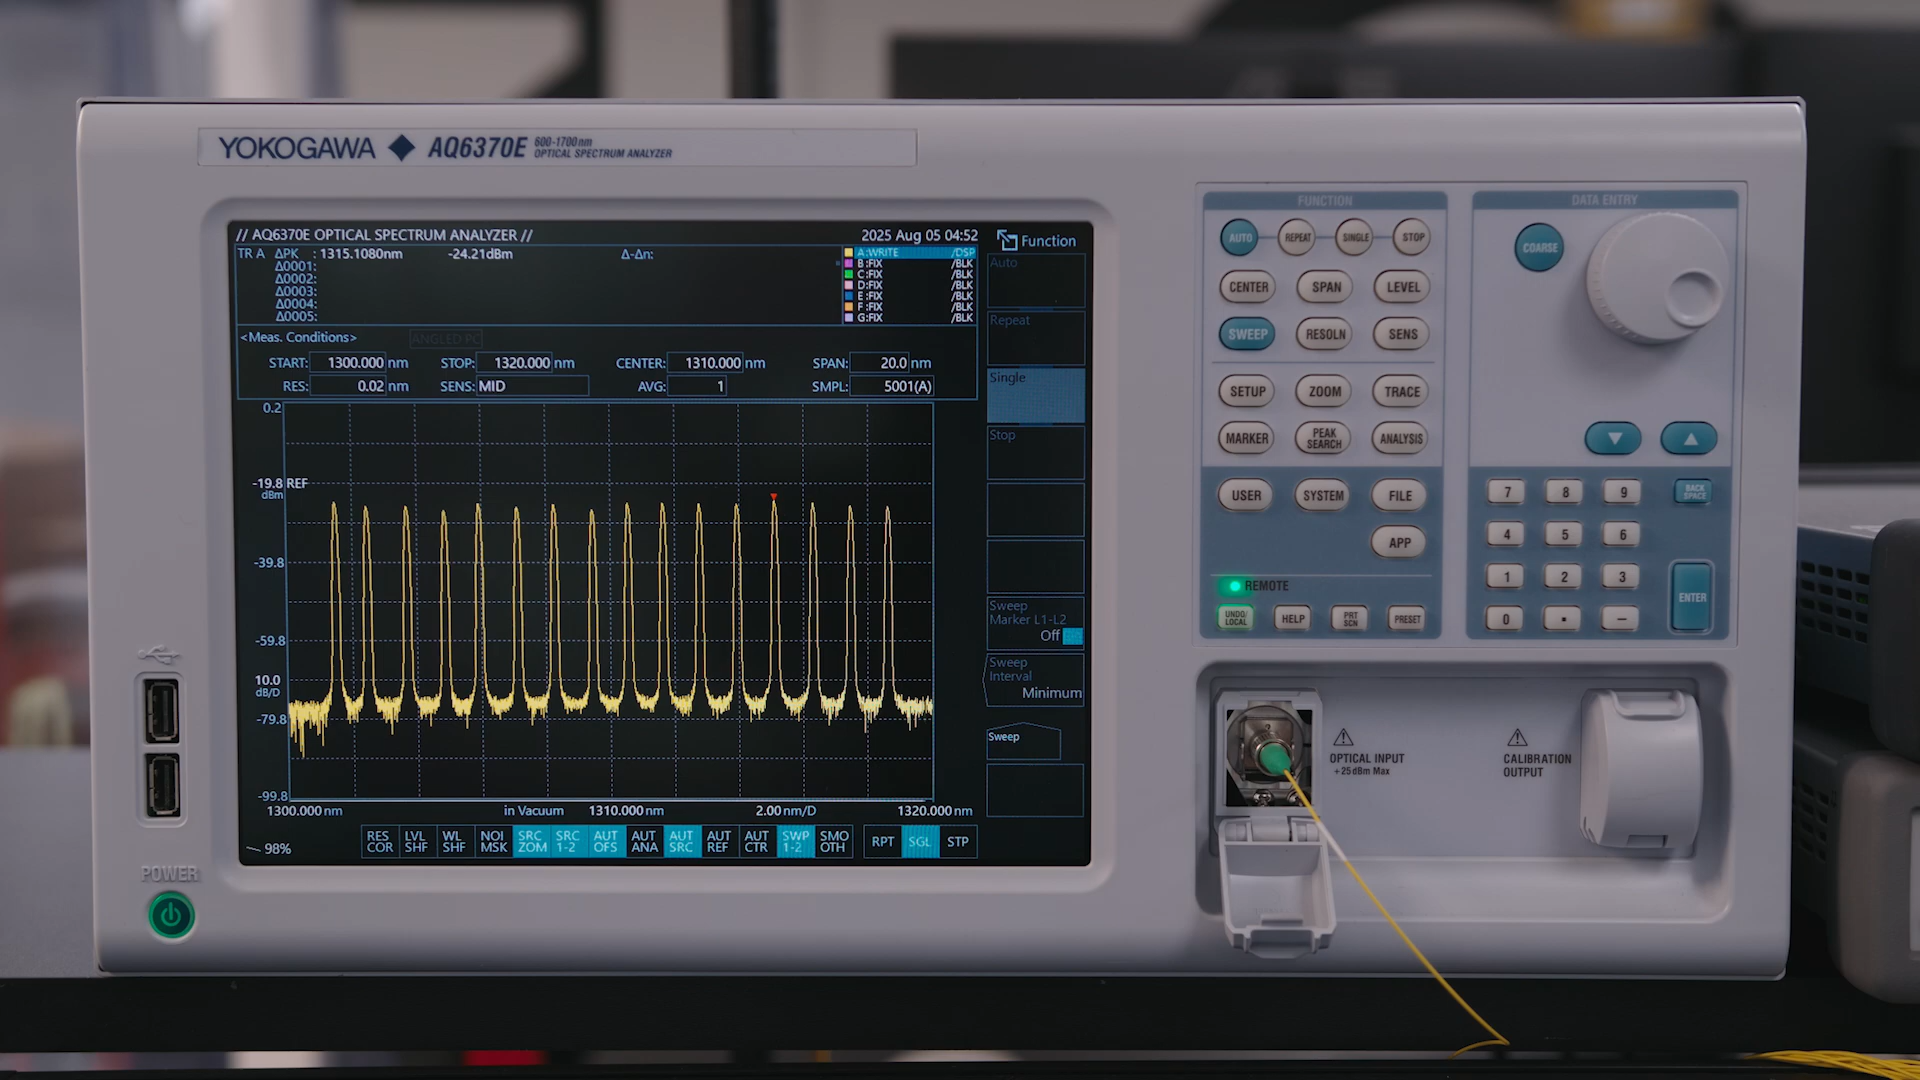 YOKOGAWA ◆ AQ6370E 600-1700nm
OPTICAL SPECTRUM ANALYZER
// AQ6370E OPTICAL SPECTRUM ANALYZER //
2025 Aug 05 04:52
TR A ΔPK : 1315.1080nm -24.21dBm Δ-Δn:
Δ0001:
Δ0002:
Δ0003:
Δ0004:
Δ0005:
A:WRITE /DSP
B:FIX /BLK
C:FIX /BLK
D:FIX /BLK
E:FIX /BLK
F:FIX /BLK
G:FIX /BLK
<Meas. Conditions> ANGLED PC
START: 1300.000 nm STOP: 1320.000 nm CENTER: 1310.000 nm SPAN: 20.0 nm
RES: 0.02 nm SENS: MID AVG: 1 SMPL: 5001(A)
0.2
-19.8 REF
dBm
-39.8
-59.8
10.0
dB/D
-79.8
-99.8
1300.000 nm in Vacuum 1310.000 nm 2.00 nm/D 1320.000 nm
98%
RES COR
LVL SHF
WL SHF
NOI MSK
SRC ZOM
SRC 1-2
AUT OFS
AUT ANA
AUT SRC
AUT REF
AUT CTR
SWP 1-2
SMO OTH
RPT
SGL
STP
Function
Auto
Repeat
Single
Stop
Sweep
Marker L1-L2
Off
Sweep
Interval
Minimum
Sweep
POWER
FUNCTION
AUTO REPEAT SINGLE STOP
CENTER SPAN LEVEL
SWEEP RESOLN SENS
SETUP ZOOM TRACE
MARKER PEAK SEARCH ANALYSIS
USER SYSTEM FILE
APP
REMOTE
UNDO/LOCAL HELP PRT SCN PRESET
DATA ENTRY
COARSE
7 8 9 BACK SPACE
4 5 6
1 2 3
ENTER
0 . −
OPTICAL INPUT
+25dBm Max
CALIBRATION
OUTPUT